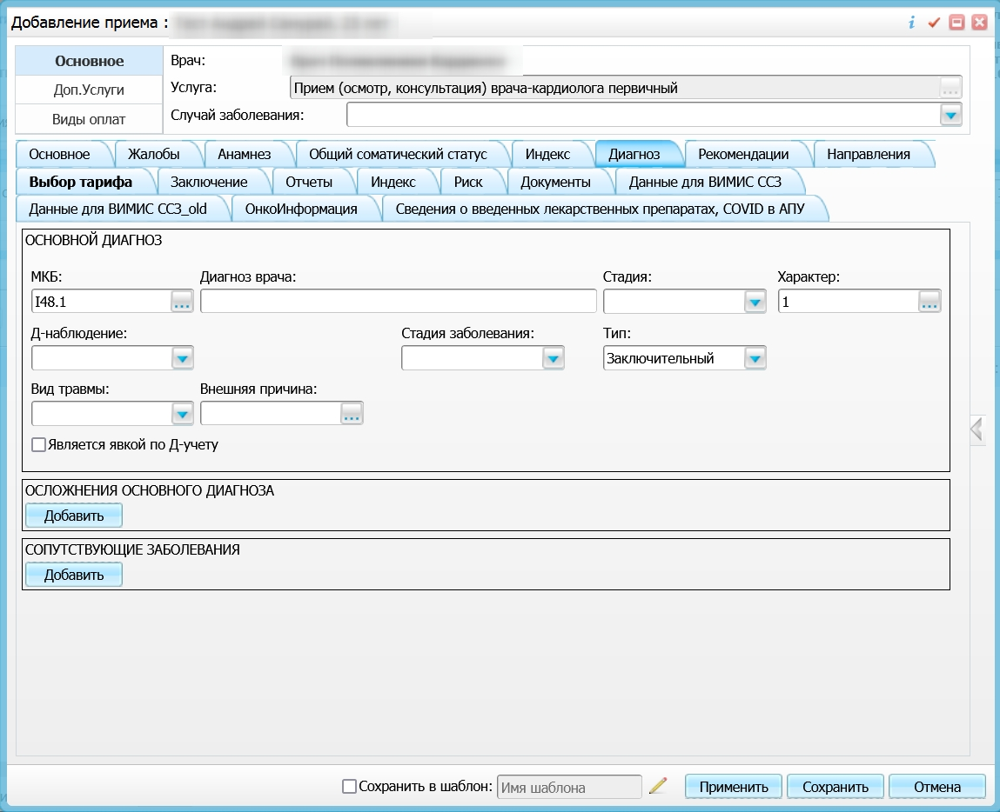 Добавление приема :
Основное
Доп.Услуги
Виды оплат
Врач:
Услуга: Прием (осмотр, консультация) врача-кардиолога первичный ...
Случай заболевания:
Основное Жалобы Анамнез Общий соматический статус Индекс Диагноз Рекомендации Направления
Выбор тарифа Заключение Отчеты Индекс Риск Документы Данные для ВИМИС ССЗ
Данные для ВИМИС ССЗ_old ОнкоИнформация Сведения о введенных лекарственных препаратах, COVID в АПУ
ОСНОВНОЙ ДИАГНОЗ
МКБ: Диагноз врача: Стадия: Характер:
I48.1 ... 1 ...
Д-наблюдение: Стадия заболевания: Тип:
Заключительный
Вид травмы: Внешняя причина:
...
Является явкой по Д-учету
ОСЛОЖНЕНИЯ ОСНОВНОГО ДИАГНОЗА
Добавить
СОПУТСТВУЮЩИЕ ЗАБОЛЕВАНИЯ
Добавить
Сохранить в шаблон: Имя шаблона Применить Сохранить Отмена